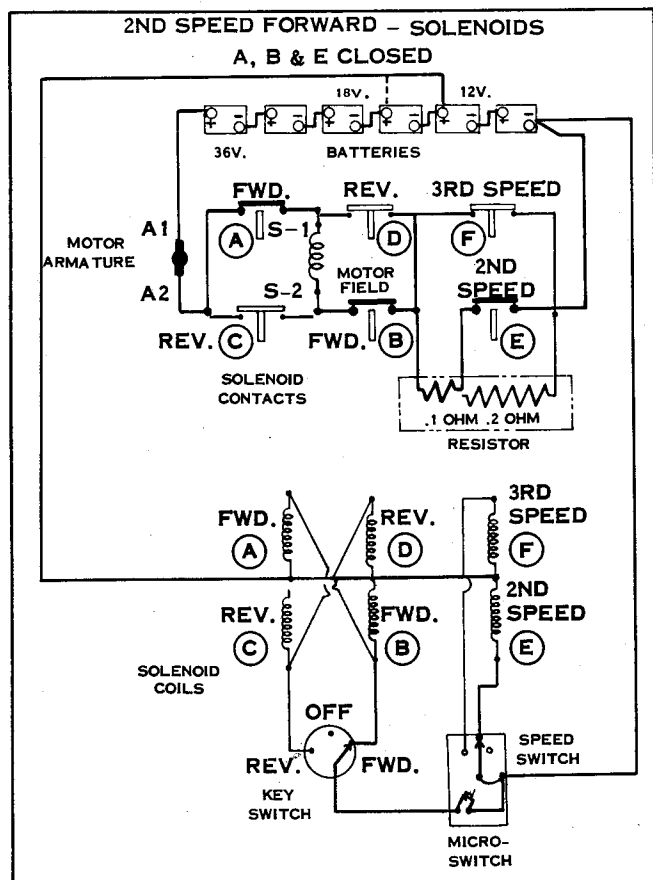 2ND SPEED FORWARD – SOLENOIDS
A, B & E CLOSED
18V. 12V.
36V. BATTERIES
FWD. REV. 3RD SPEED
A1 A S-1 D F
MOTOR ARMATURE
MOTOR FIELD
2ND SPEED
A2 S-2
REV. C FWD. B E
SOLENOID CONTACTS
.1 OHM .2 OHM
RESISTOR
FWD. A
REV. D
3RD SPEED F
REV. C
FWD. B
2ND SPEED E
SOLENOID COILS
OFF
REV. FWD.
KEY SWITCH
SPEED SWITCH
MICRO-SWITCH